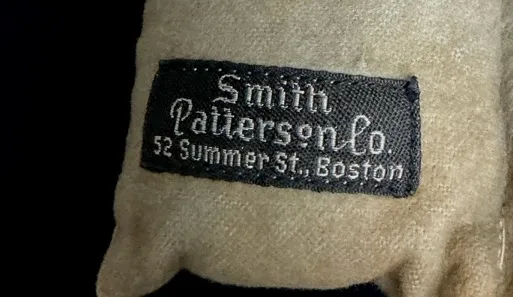 Smith
Patterson Co.
52 Summer St., Boston